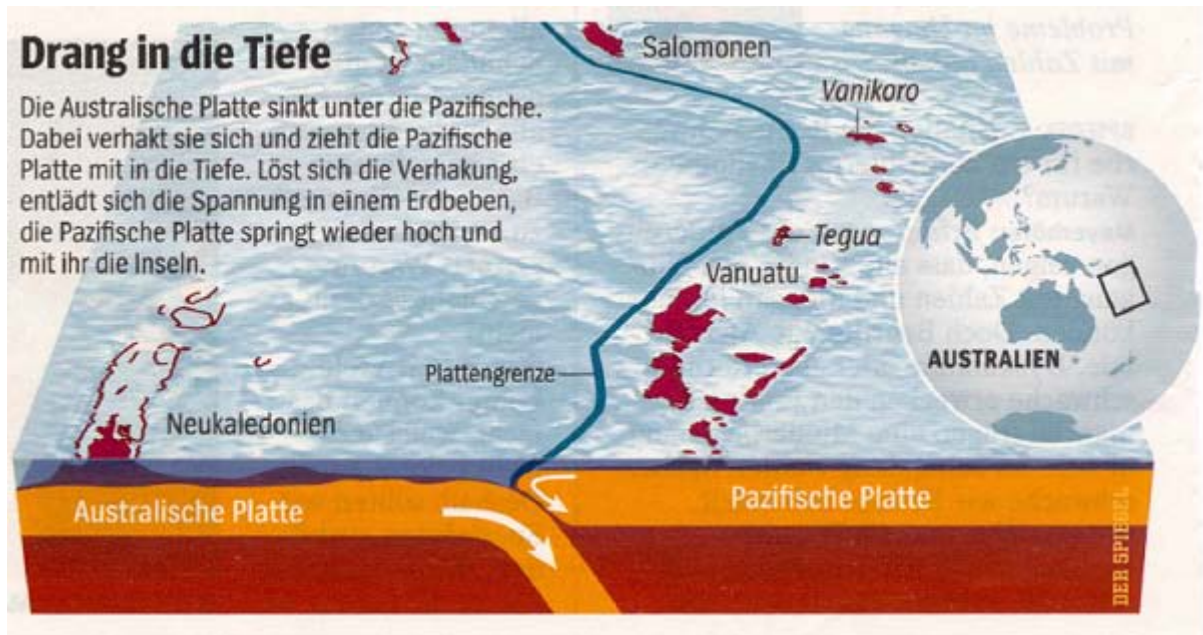 Drang in die Tiefe
Die Australische Platte sinkt unter die Pazifische.
Dabei verhakt sie sich und zieht die Pazifische
Platte mit in die Tiefe. Löst sich die Verhakung,
entlädt sich die Spannung in einem Erdbeben,
die Pazifische Platte springt wieder hoch und
mit ihr die Inseln.
Salomonen
Vanikoro
Tegua
Vanuatu
Plattengrenze
Neukaledonien
AUSTRALIEN
Australische Platte
Pazifische Platte
DER SPIEGEL